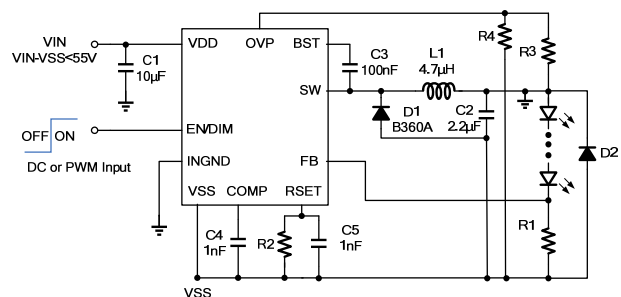 VIN
VIN-VSS<55V
C1
10μF
VDD
OVP
BST
SW
EN/DIM
INGND
FB
VSS
COMP
RSET
OFF
ON
DC or PWM Input
C3
100nF
L1
4.7μH
R4
R3
D1
B360A
C2
2.2μF
D2
R1
C4
1nF
R2
C5
1nF
VSS